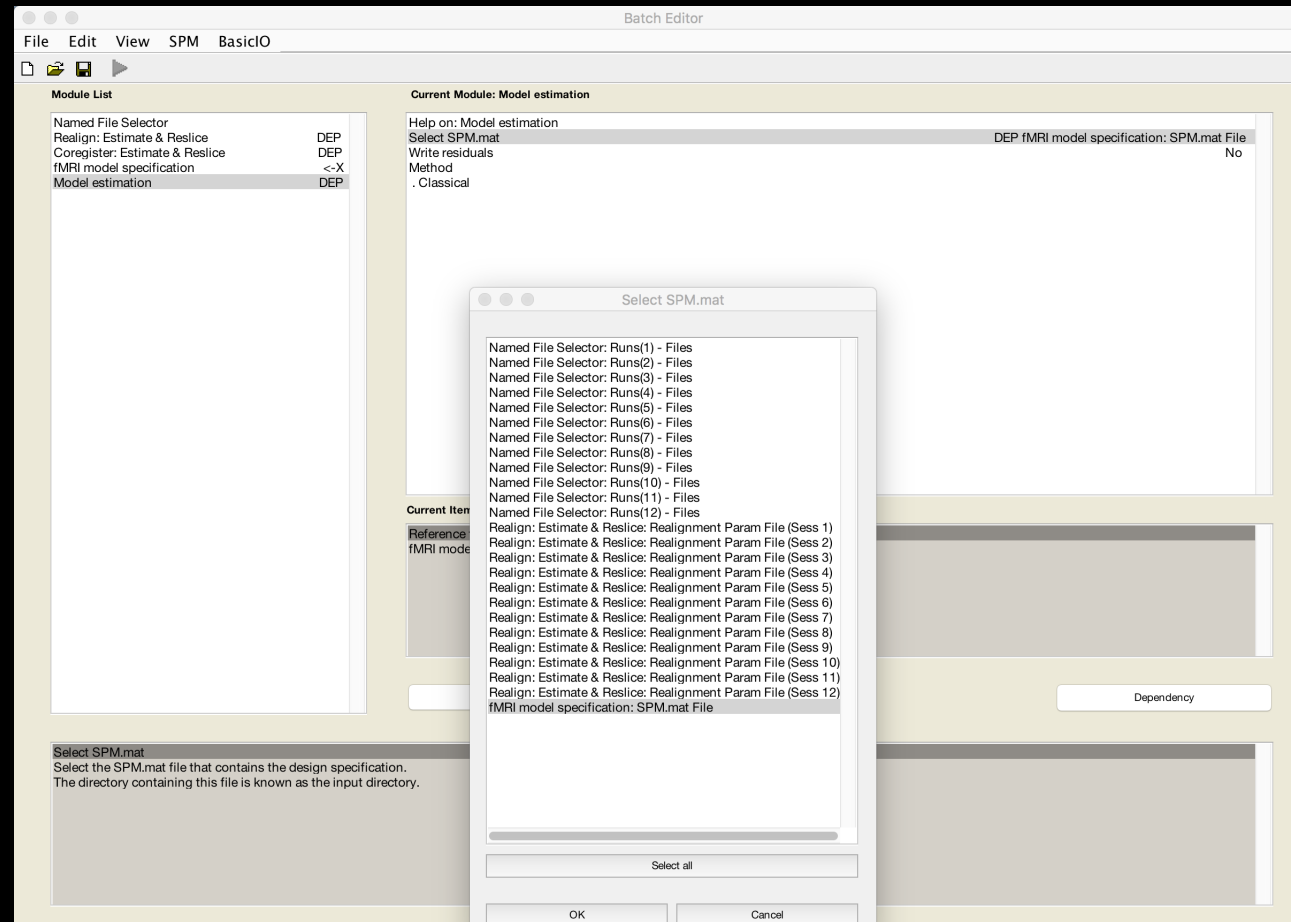 Batch Editor
File Edit View SPM BasicIO
Module List
Current Module: Model estimation
Named File Selector
Realign: Estimate & Reslice DEP
Coregister: Estimate & Reslice DEP
fMRI model specification <-X
Model estimation DEP
Help on: Model estimation
Select SPM.mat DEP fMRI model specification: SPM.mat File
Write residuals No
Method
. Classical
Select SPM.mat
Named File Selector: Runs(1) - Files
Named File Selector: Runs(2) - Files
Named File Selector: Runs(3) - Files
Named File Selector: Runs(4) - Files
Named File Selector: Runs(5) - Files
Named File Selector: Runs(6) - Files
Named File Selector: Runs(7) - Files
Named File Selector: Runs(8) - Files
Named File Selector: Runs(9) - Files
Named File Selector: Runs(10) - Files
Named File Selector: Runs(11) - Files
Named File Selector: Runs(12) - Files
Realign: Estimate & Reslice: Realignment Param File (Sess 1)
Realign: Estimate & Reslice: Realignment Param File (Sess 2)
Realign: Estimate & Reslice: Realignment Param File (Sess 3)
Realign: Estimate & Reslice: Realignment Param File (Sess 4)
Realign: Estimate & Reslice: Realignment Param File (Sess 5)
Realign: Estimate & Reslice: Realignment Param File (Sess 6)
Realign: Estimate & Reslice: Realignment Param File (Sess 7)
Realign: Estimate & Reslice: Realignment Param File (Sess 8)
Realign: Estimate & Reslice: Realignment Param File (Sess 9)
Realign: Estimate & Reslice: Realignment Param File (Sess 10)
Realign: Estimate & Reslice: Realignment Param File (Sess 11)
Realign: Estimate & Reslice: Realignment Param File (Sess 12)
fMRI model specification: SPM.mat File
Select all
OK Cancel
Current Item
Reference
fMRI mode
Dependency
Select SPM.mat
Select the SPM.mat file that contains the design specification.
The directory containing this file is known as the input directory.